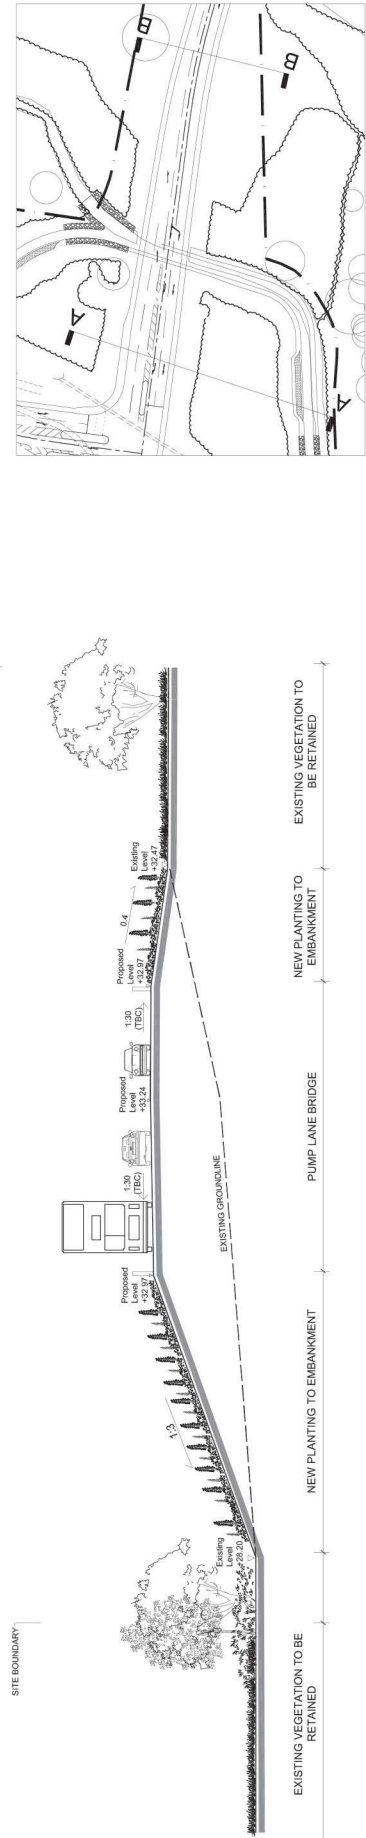 B
B
A
A
SITE BOUNDARY
Existing
Level
+28.20
1:3
Proposed
Level
+32.97
1:30
(TBC)
Proposed
Level
+33.24
1:30
(TBC)
Proposed
Level
+32.97
0.4
Existing
Level
+32.47
EXISTING GROUNDLINE
EXISTING VEGETATION TO BE
RETAINED
NEW PLANTING TO EMBANKMENT
PUMP LANE BRIDGE
NEW PLANTING TO
EMBANKMENT
EXISTING VEGETATION TO
BE RETAINED